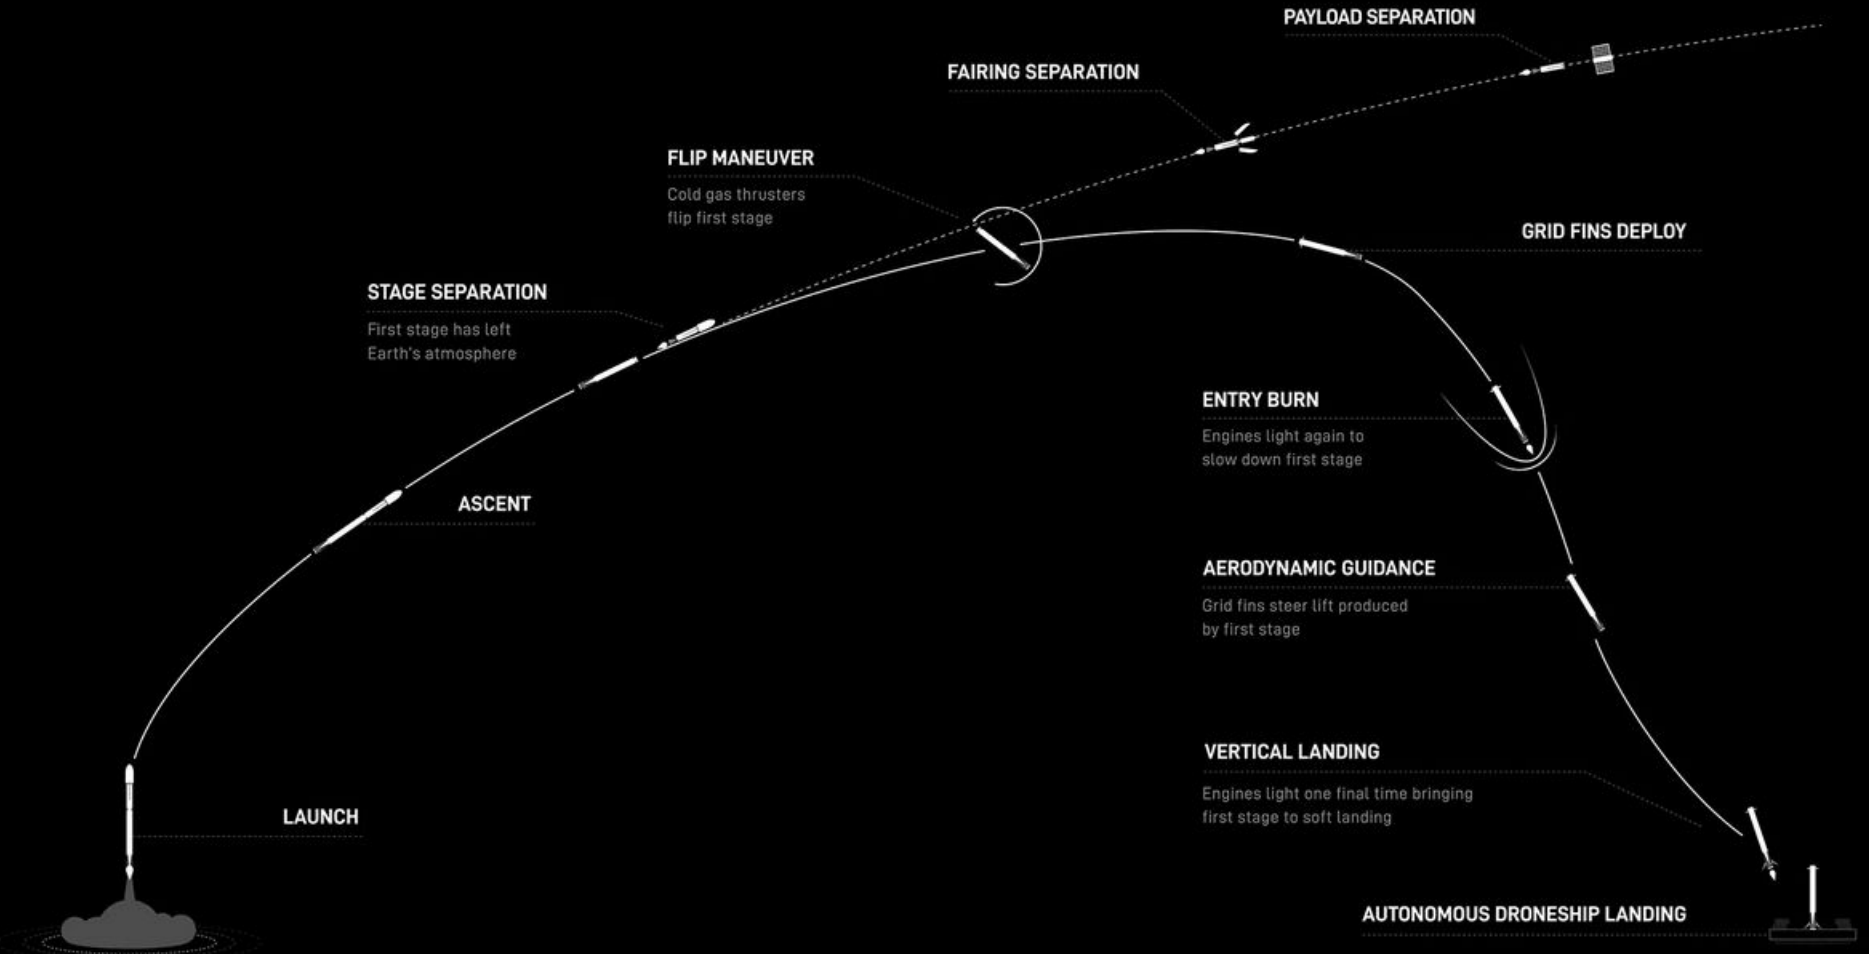 PAYLOAD SEPARATION
FAIRING SEPARATION
FLIP MANEUVER
Cold gas thrusters
flip first stage
GRID FINS DEPLOY
STAGE SEPARATION
First stage has left
Earth's atmosphere
ENTRY BURN
Engines light again to
slow down first stage
ASCENT
AERODYNAMIC GUIDANCE
Grid fins steer lift produced
by first stage
VERTICAL LANDING
Engines light one final time bringing
first stage to soft landing
LAUNCH
AUTONOMOUS DRONESHIP LANDING